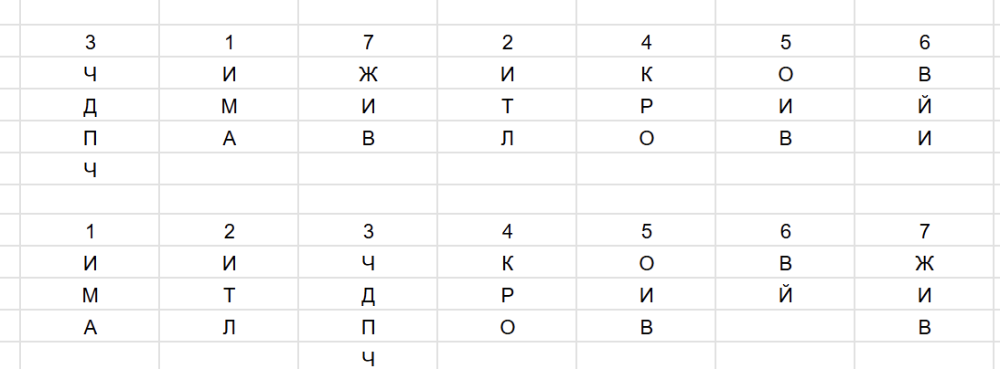 3 1 7 2 4 5 6
Ч И Ж И К О В
Д М И Т Р И Й
П А В Л О В И
Ч
1 2 3 4 5 6 7
И И Ч К О В Ж
М Т Д Р И Й И
А Л П О В В
Ч